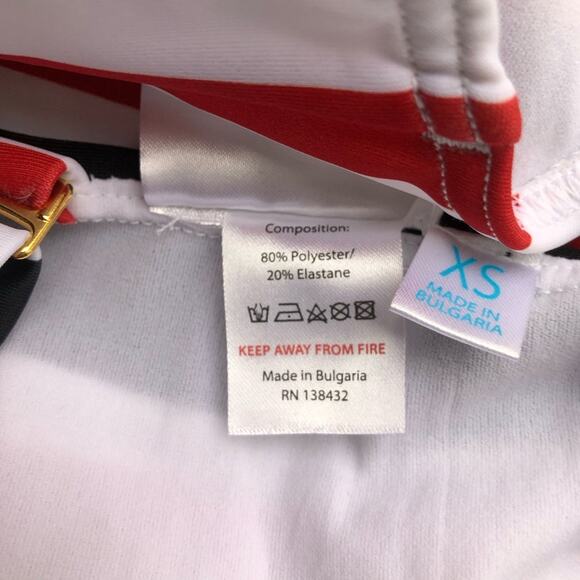 Composition:
80% Polyester/
20% Elastane
KEEP AWAY FROM FIRE
Made in Bulgaria
RN 138432
XS
MADE IN
BULGARIA